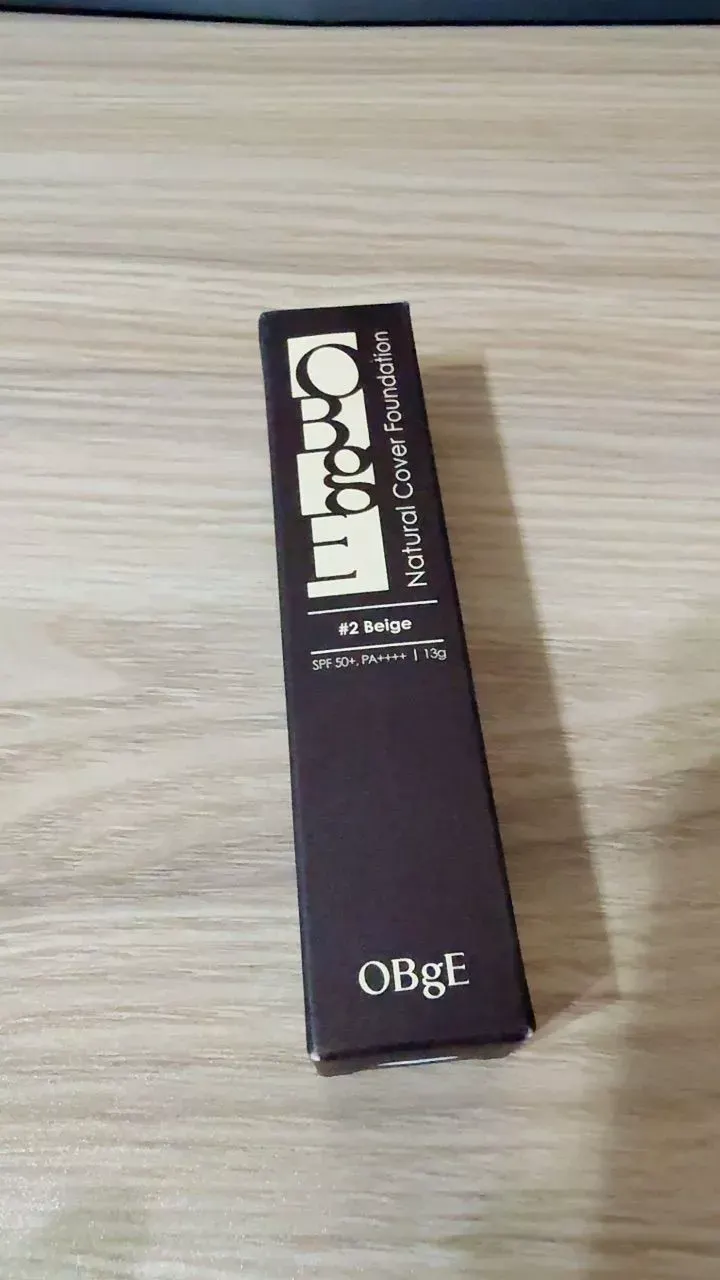 OBgE
Natural Cover Foundation
#2 Beige
SPF 50+, PA++++ | 13g
OBgE